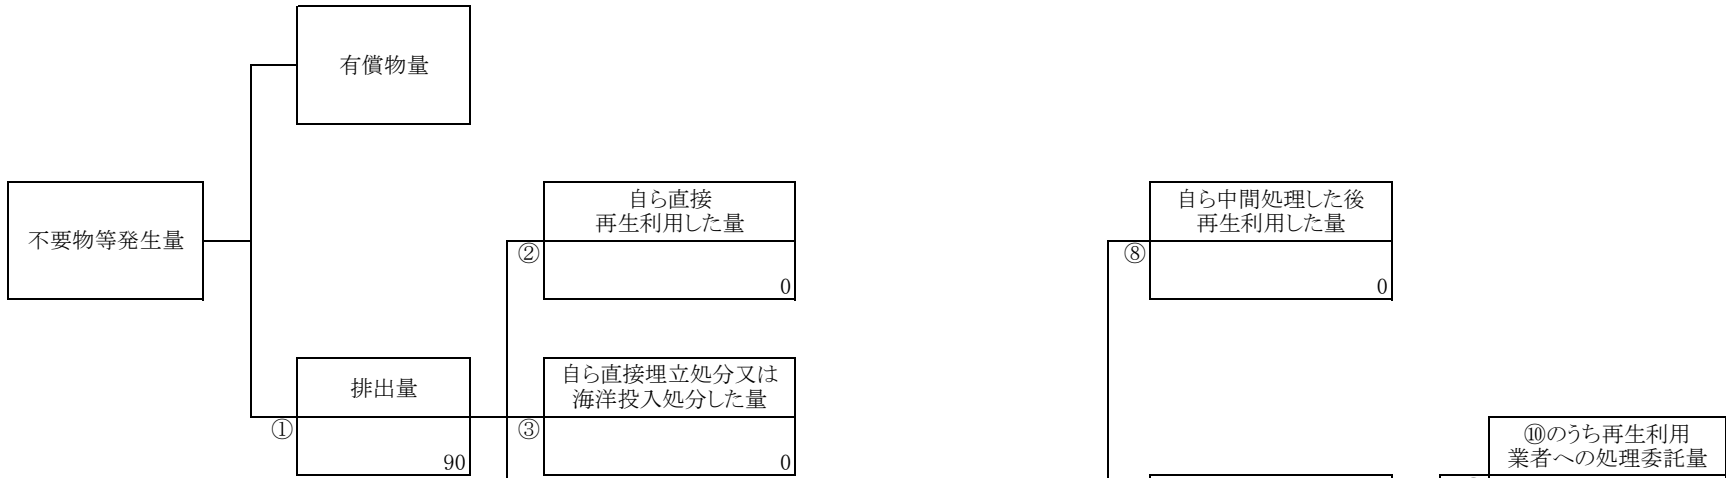 有償物量
不要物等発生量
自ら直接
再生利用した量
②
0
自ら中間処理した後
再生利用した量
⑧
0
排出量
①
90
自ら直接埋立処分又は
海洋投入処分した量
③
0
⑩のうち再生利用
業者への処理委託量